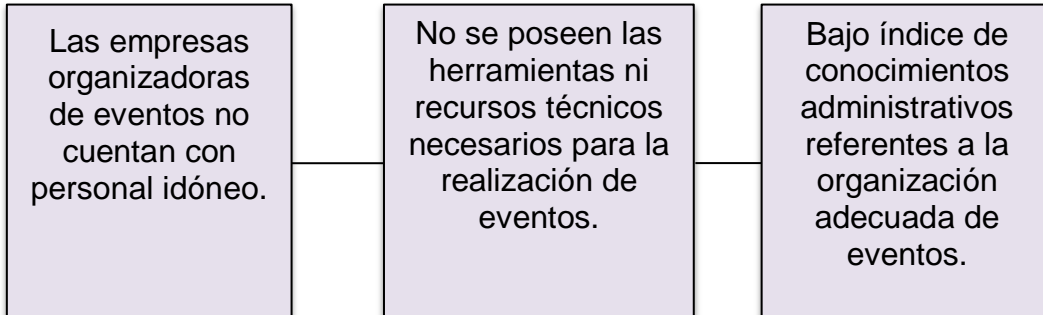 Las empresas
organizadoras
de eventos no
cuentan con
personal idóneo.
No se poseen las
herramientas ni
recursos técnicos
necesarios para la
realización de
eventos.
Bajo índice de
conocimientos
administrativos
referentes a la
organización
adecuada de
eventos.